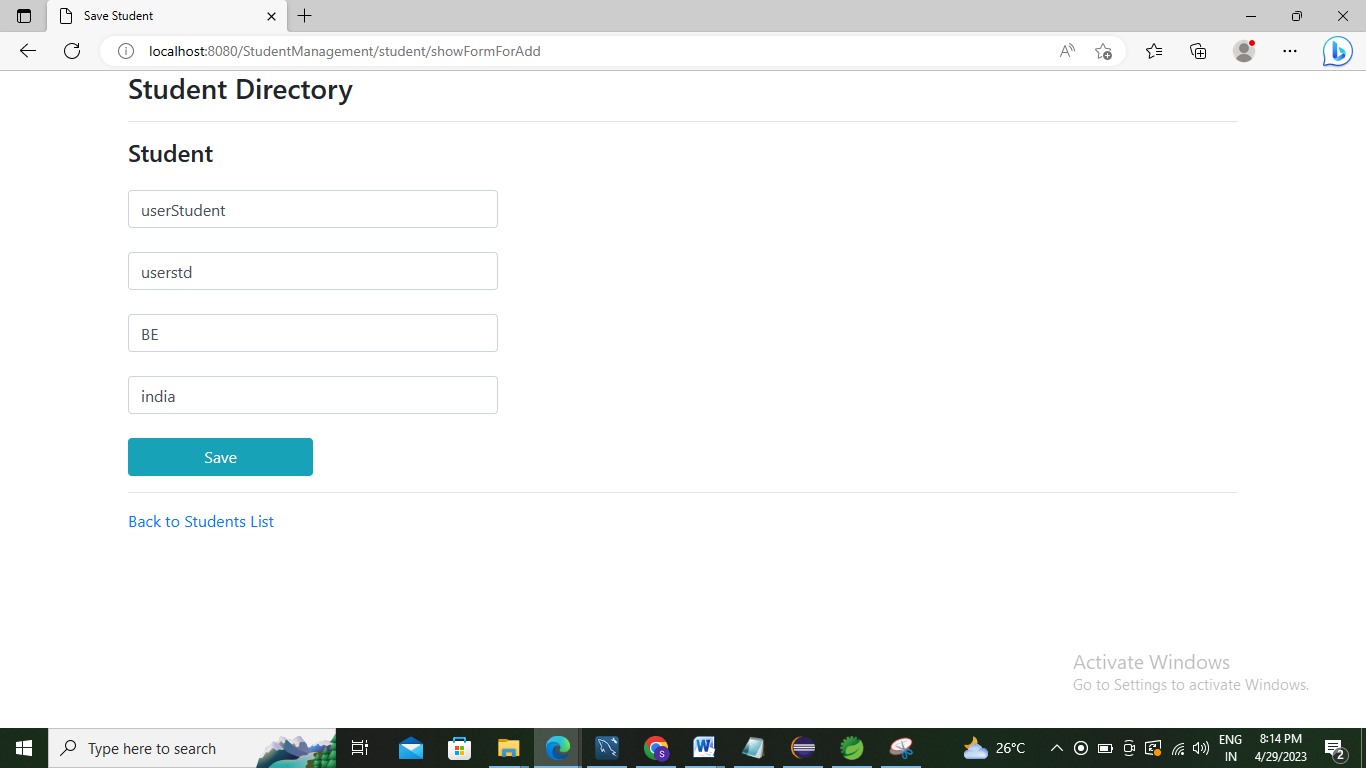 Save Student
localhost:8080/StudentManagement/student/showFormForAdd
Student Directory
Student
userStudent
userstd
BE
india
Save
Back to Students List
Activate Windows
Go to Settings to activate Windows.
Type here to search
26°C
ENG
IN
8:14 PM
4/29/2023
2